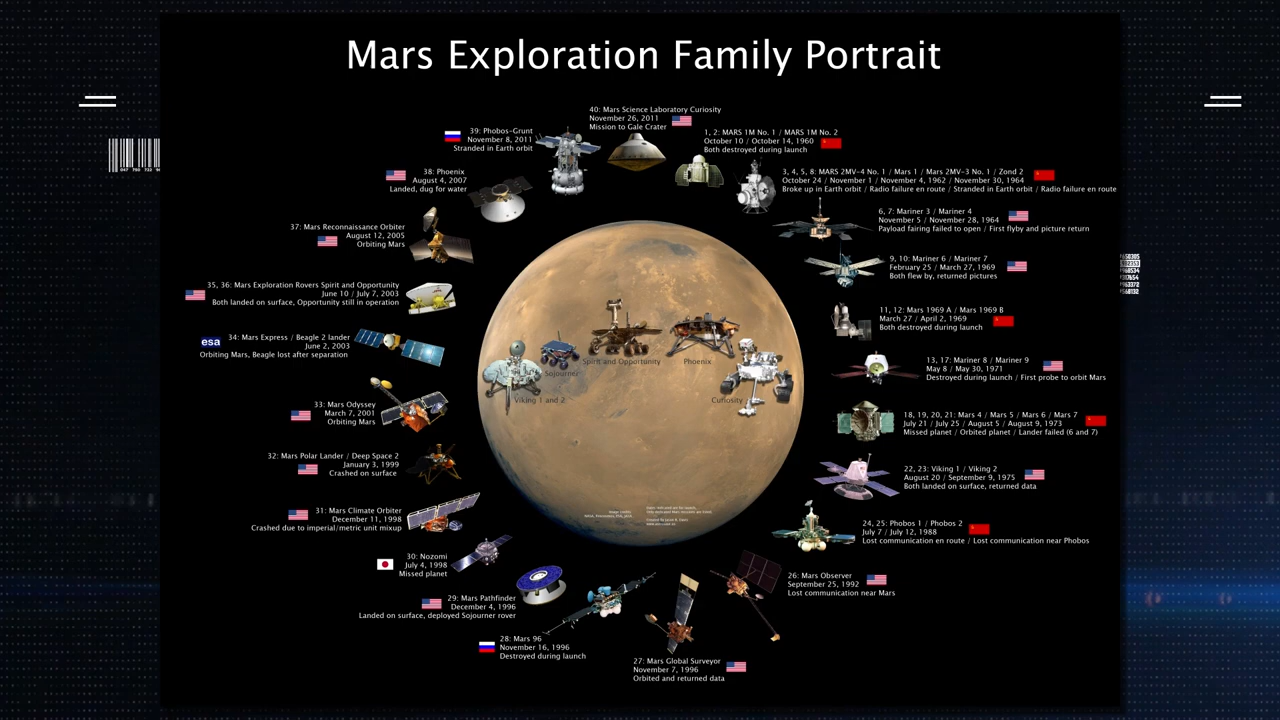 Mars Exploration Family Portrait
40: Mars Science Laboratory Curiosity
November 26, 2011
Mission to Gale Crater
1, 2: MARS 1M No. 1 / MARS 1M No. 2
October 10 / October 14, 1960
Both destroyed during launch
3, 4, 5, 8: MARS 2MV-4 No. 1 / Mars 1 / Mars 2MV-3 No. 1 / Zond 2
October 24 / November 1 / November 4, 1962 / November 30, 1964
Broke up in Earth orbit / Radio failure en route / Stranded in Earth orbit / Radio failure en route
6, 7: Mariner 3 / Mariner 4
November 5 / November 28, 1964
Payload fairing failed to open / First flyby and picture return
9, 10: Mariner 6 / Mariner 7
February 25 / March 27, 1969
Both flew by, returned pictures
11, 12: Mars 1969 A / Mars 1969 B
March 27 / April 2, 1969
Both destroyed during launch
13, 17: Mariner 8 / Mariner 9
May 8 / May 30, 1971
Destroyed during launch / First probe to orbit Mars
18, 19, 20, 21: Mars 4 / Mars 5 / Mars 6 / Mars 7
July 21 / July 25 / August 5 / August 9, 1973
Missed planet / Orbited planet / Lander failed (6 and 7)
22, 23: Viking 1 / Viking 2
August 20 / September 9, 1975
Both landed on surface, returned data
24, 25: Phobos 1 / Phobos 2
July 7 / July 12, 1988
Lost communication en route / Lost communication near Phobos
26: Mars Observer
September 25, 1992
Lost communication near Mars
27: Mars Global Surveyor
November 7, 1996
Orbited and returned data
28: Mars 96
November 16, 1996
Destroyed during launch
29: Mars Pathfinder
December 4, 1996
Landed on surface, deployed Sojourner rover
30: Nozomi
July 4, 1998
Missed planet
31: Mars Climate Orbiter
December 11, 1998
Crashed due to imperial/metric unit mixup
32: Mars Polar Lander / Deep Space 2
January 3, 1999
Crashed on surface
33: Mars Odyssey
March 7, 2001
Orbiting Mars
esa
34: Mars Express / Beagle 2 lander
June 2, 2003
Orbiting Mars, Beagle lost after separation
35, 36: Mars Exploration Rovers Spirit and Opportunity
June 10 / July 7, 2003
Both landed on surface, Opportunity still in operation
37: Mars Reconnaissance Orbiter
August 12, 2005
Orbiting Mars
38: Phoenix
August 4, 2007
Landed, dug for water
39: Phobos-Grunt
November 8, 2011
Stranded in Earth orbit
Viking 1 and 2
Sojourner
Spirit and Opportunity
Phoenix
Curiosity